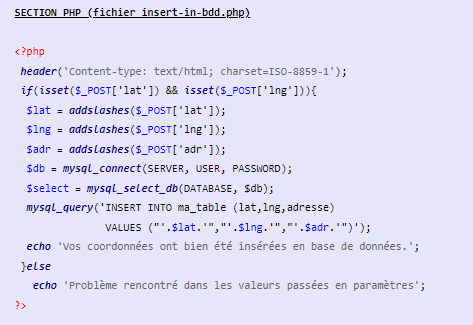 SECTION PHP (fichier insert-in-bdd.php)
<?php
header('Content-type: text/html; charset=ISO-8859-1');
if(isset($_POST['lat']) && isset($_POST['lng'])){
$lat = addslashes($_POST['lat']);
$lng = addslashes($_POST['lng']);
$adr = addslashes($_POST['adr']);
$db = mysql_connect(SERVER, USER, PASSWORD);
$select = mysql_select_db(DATABASE, $db);
mysql_query('INSERT INTO ma_table (lat,lng,adresse)
VALUES ("'.$lat.'","'.$lng.'","'.$adr.'")');
echo 'Vos coordonnées ont bien été insérées en base de données.';
}else
echo 'Problème rencontré dans les valeurs passées en paramètres';
?>